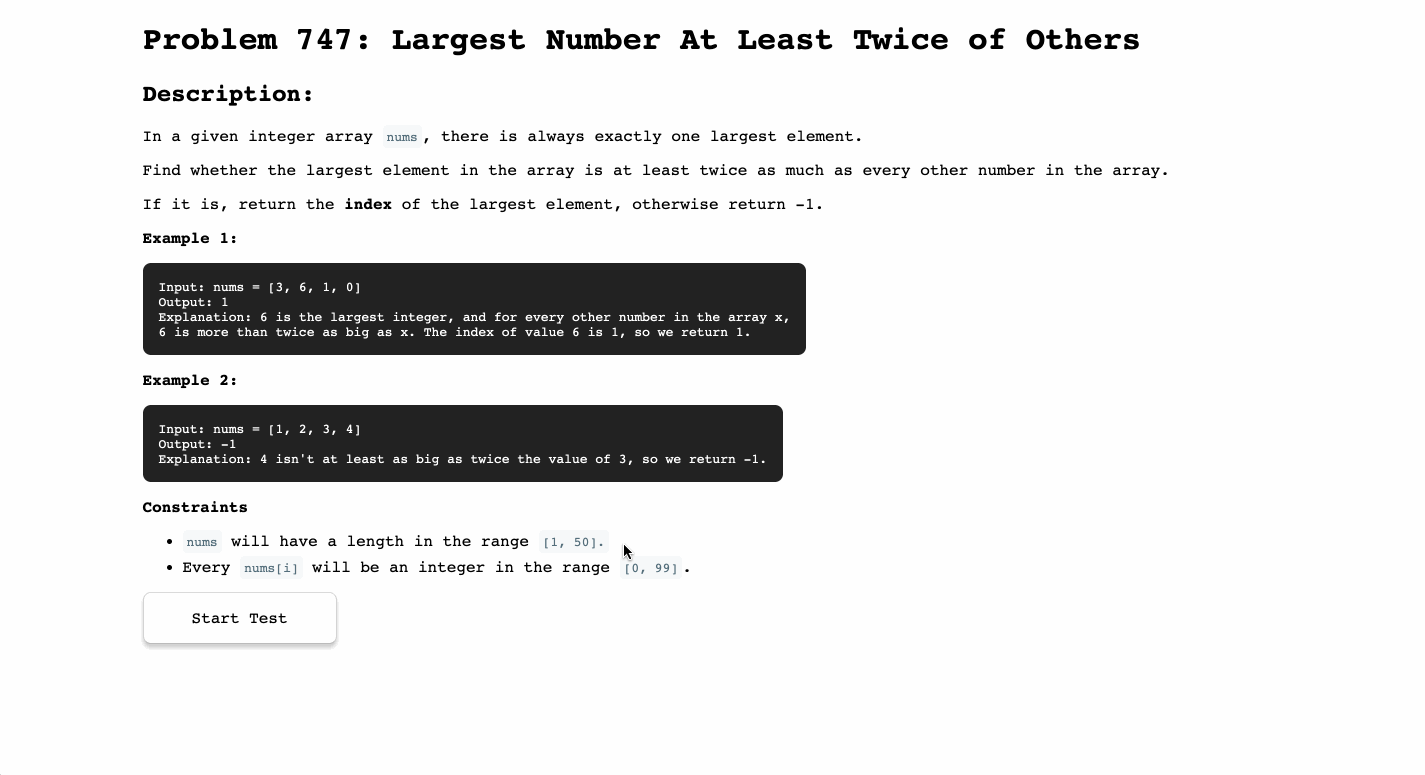 Problem 747: Largest Number At Least Twice of Others
Description:
In a given integer array nums, there is always exactly one largest element.
Find whether the largest element in the array is at least twice as much as every other number in the array.
If it is, return the index of the largest element, otherwise return -1.
Example 1:
Input: nums = [3, 6, 1, 0]
Output: 1
Explanation: 6 is the largest integer, and for every other number in the array x,
6 is more than twice as big as x. The index of value 6 is 1, so we return 1.
Example 2:
Input: nums = [1, 2, 3, 4]
Output: -1
Explanation: 4 isn't at least as big as twice the value of 3, so we return -1.
Constraints
• nums will have a length in the range [1, 50].
• Every nums[i] will be an integer in the range [0, 99].
Start Test